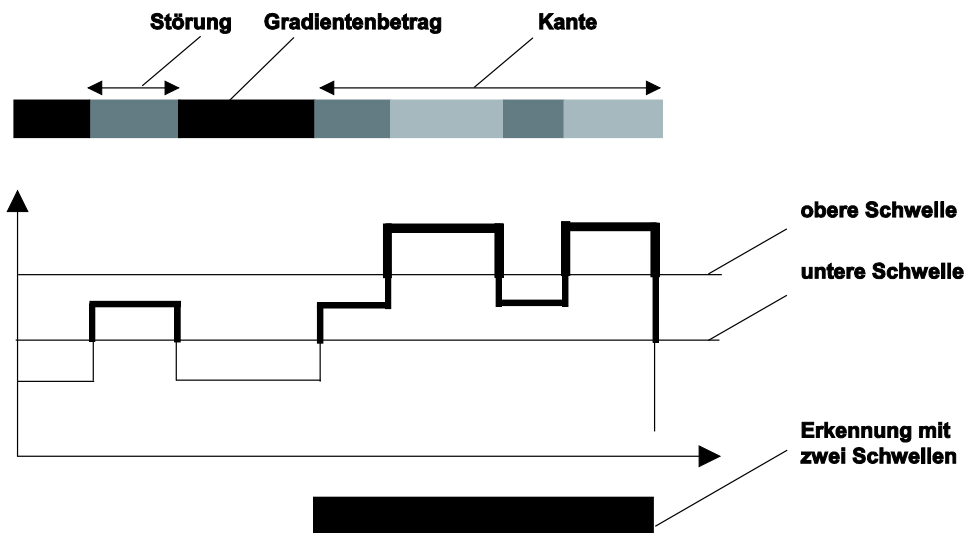 Störung
Gradientenbetrag
Kante
obere Schwelle
untere Schwelle
Erkennung mit
zwei Schwellen